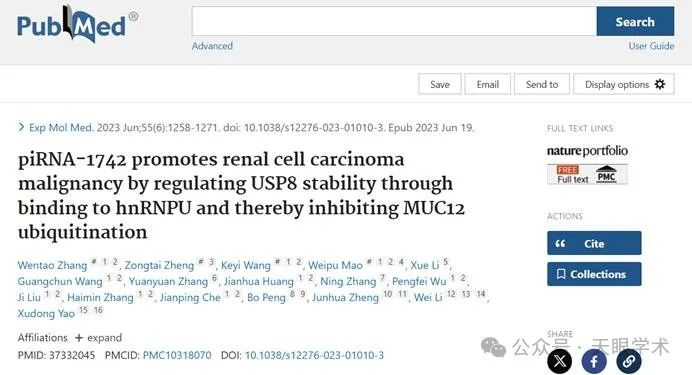 PubMed®
Search
Advanced
User Guide
Save
Email
Send to
Display options
Exp Mol Med. 2023 Jun;55(6):1258-1271. doi: 10.1038/s12276-023-01010-3. Epub 2023 Jun 19.
piRNA-1742 promotes renal cell carcinoma
malignancy by regulating USP8 stability through
binding to hnRNPU and thereby inhibiting MUC12
ubiquitination
Wentao Zhang # 1 2, Zongtai Zheng # 3, Keyi Wang # 1 2, Weipu Mao # 1 2 4, Xue Li 5,
Guangchun Wang 1 2, Yuanyuan Zhang 6, Jianhua Huang 1 2, Ning Zhang 7, Pengfei Wu 1 2,
Ji Liu 1 2, Haimin Zhang 1 2, Jianping Che 1 2, Bo Peng 8 9, Junhua Zheng 10 11, Wei Li 12 13 14,
Xudong Yao 15 16
Affiliations + expand
PMID: 37332045 PMCID: PMC10318070 DOI: 10.1038/s12276-023-01010-3
FULL TEXT LINKS
natureportfolio
FREE
Full text
PMC
ACTIONS
Cite
Collections
SHARE
公众号 · 天眼学术